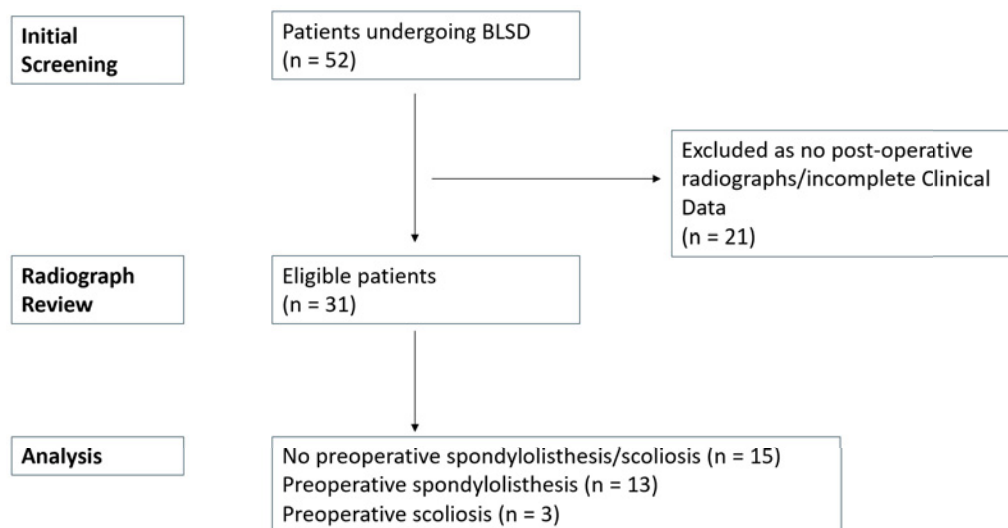 Initial
Screening
Patients undergoing BLSD
(n = 52)
Excluded as no post-operative
radiographs/incomplete Clinical
Data
(n = 21)
Radiograph
Review
Eligible patients
(n = 31)
Analysis
No preoperative spondylolisthesis/scoliosis (n = 15)
Preoperative spondylolisthesis (n = 13)
Preoperative scoliosis (n = 3)